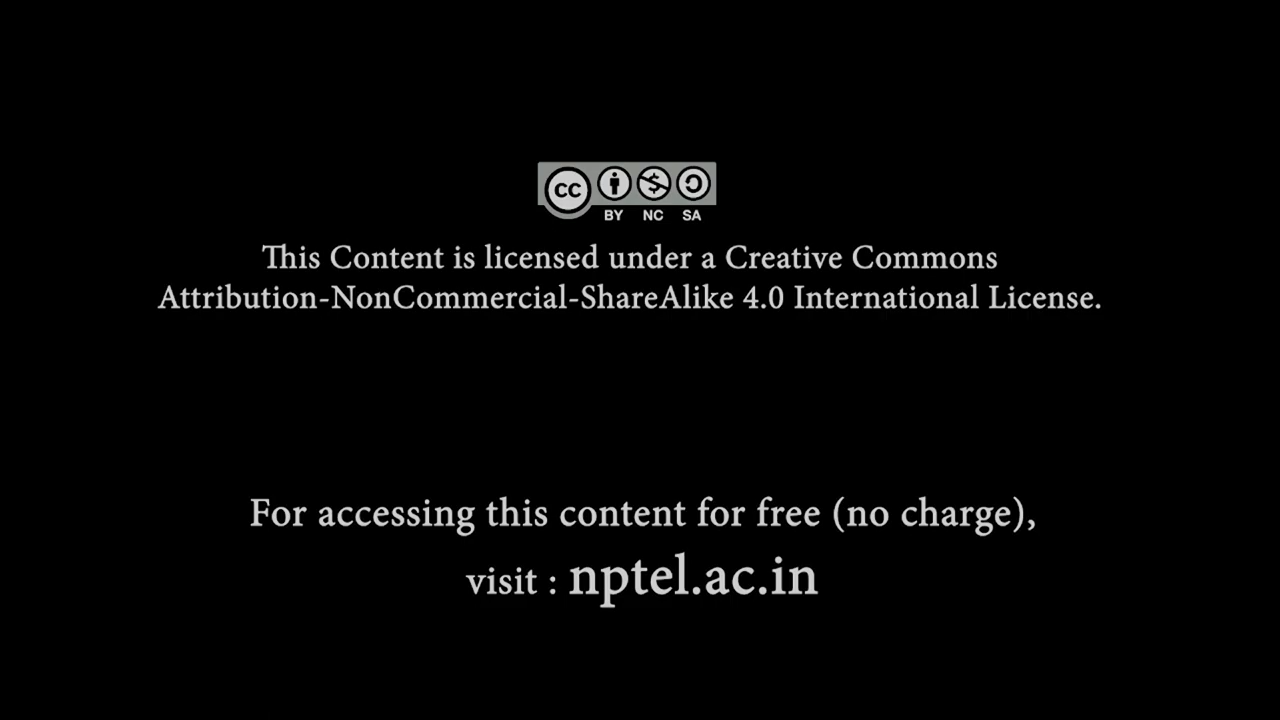 CC
BY NC SA
This Content is licensed under a Creative Commons
Attribution-NonCommercial-ShareAlike 4.0 International License.
For accessing this content for free (no charge),
visit : nptel.ac.in